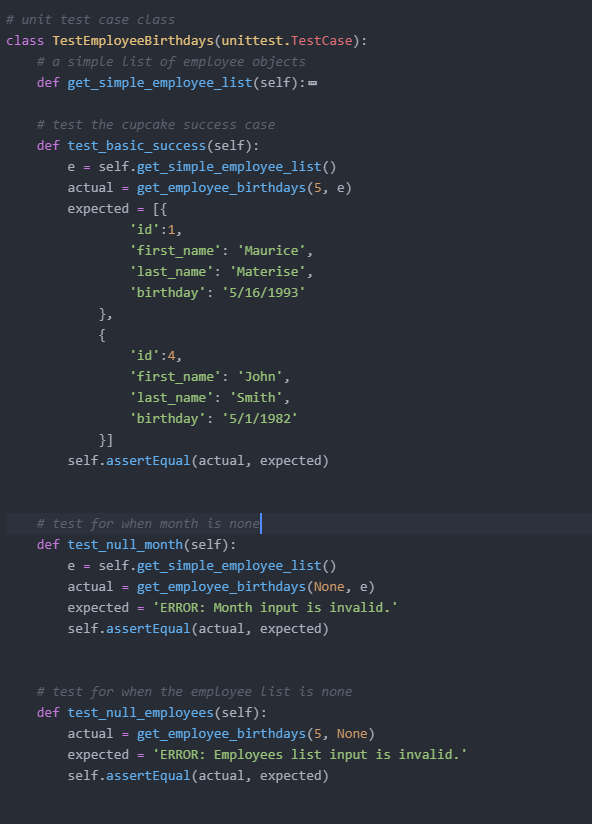 # unit test case class
class TestEmployeeBirthdays(unittest.TestCase):
    # a simple list of employee objects
    def get_simple_employee_list(self):⋯

    # test the cupcake success case
    def test_basic_success(self):
        e = self.get_simple_employee_list()
        actual = get_employee_birthdays(5, e)
        expected = [{
                'id':1,
                'first_name': 'Maurice',
                'last_name': 'Materise',
                'birthday': '5/16/1993'
            },
            {
                'id':4,
                'first_name': 'John',
                'last_name': 'Smith',
                'birthday': '5/1/1982'
            }]
        self.assertEqual(actual, expected)


    # test for when month is none
    def test_null_month(self):
        e = self.get_simple_employee_list()
        actual = get_employee_birthdays(None, e)
        expected = 'ERROR: Month input is invalid.'
        self.assertEqual(actual, expected)


    # test for when the employee list is none
    def test_null_employees(self):
        actual = get_employee_birthdays(5, None)
        expected = 'ERROR: Employees list input is invalid.'
        self.assertEqual(actual, expected)